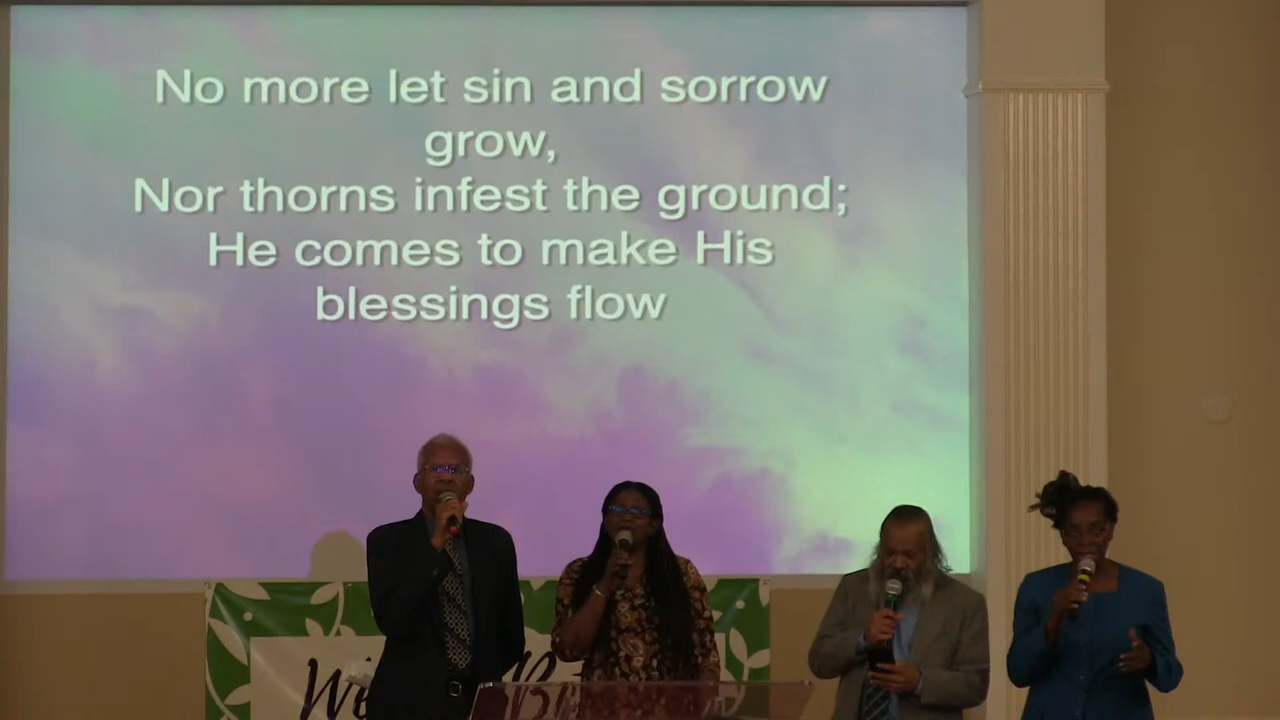 No more let sin and sorrow
grow,
Nor thorns infest the ground;
He comes to make His
blessings flow